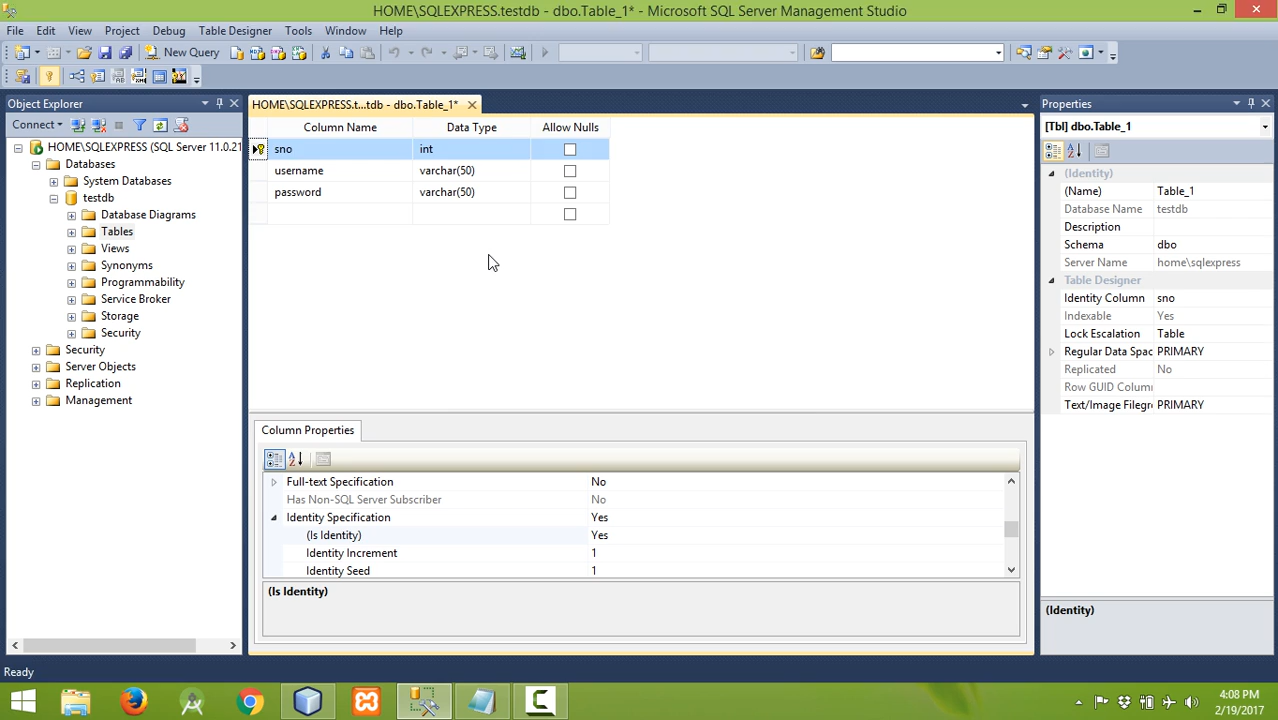 HOME\SQLEXPRESS.testdb - dbo.Table_1* - Microsoft SQL Server Management Studio
File Edit View Project Debug Table Designer Tools Window Help
New Query
Object Explorer
HOME\SQLEXPRESS.t...tdb - dbo.Table_1*
Properties
Connect
HOME\SQLEXPRESS (SQL Server 11.0.21
Databases
System Databases
testdb
Database Diagrams
Tables
Views
Synonyms
Programmability
Service Broker
Storage
Security
Security
Server Objects
Replication
Management
Column Name Data Type Allow Nulls
sno int
username varchar(50)
password varchar(50)
Column Properties
Full-text Specification No
Has Non-SQL Server Subscriber No
Identity Specification Yes
(Is Identity) Yes
Identity Increment 1
Identity Seed 1
(Is Identity)
[Tbl] dbo.Table_1
(Identity)
(Name) Table_1
Database Name testdb
Description
Schema dbo
Server Name home\sqlexpress
Table Designer
Identity Column sno
Indexable Yes
Lock Escalation Table
Regular Data Spac PRIMARY
Replicated No
Row GUID Column
Text/Image Filegr PRIMARY
(Identity)
Ready
4:08 PM
2/19/2017